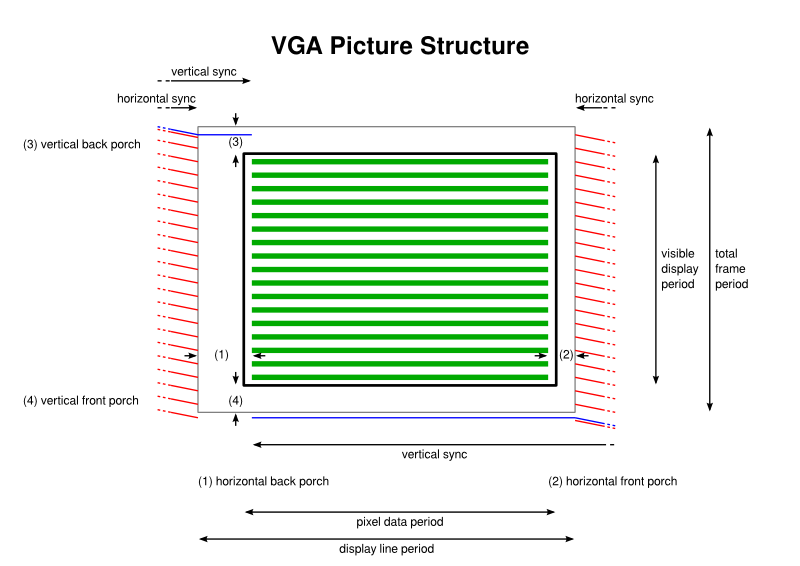 VGA Picture Structure
vertical sync
horizontal sync
horizontal sync
(3) vertical back porch
(3)
visible
display
period
total
frame
period
(1)
(2)
(4) vertical front porch
(4)
vertical sync
(1) horizontal back porch
(2) horizontal front porch
pixel data period
display line period